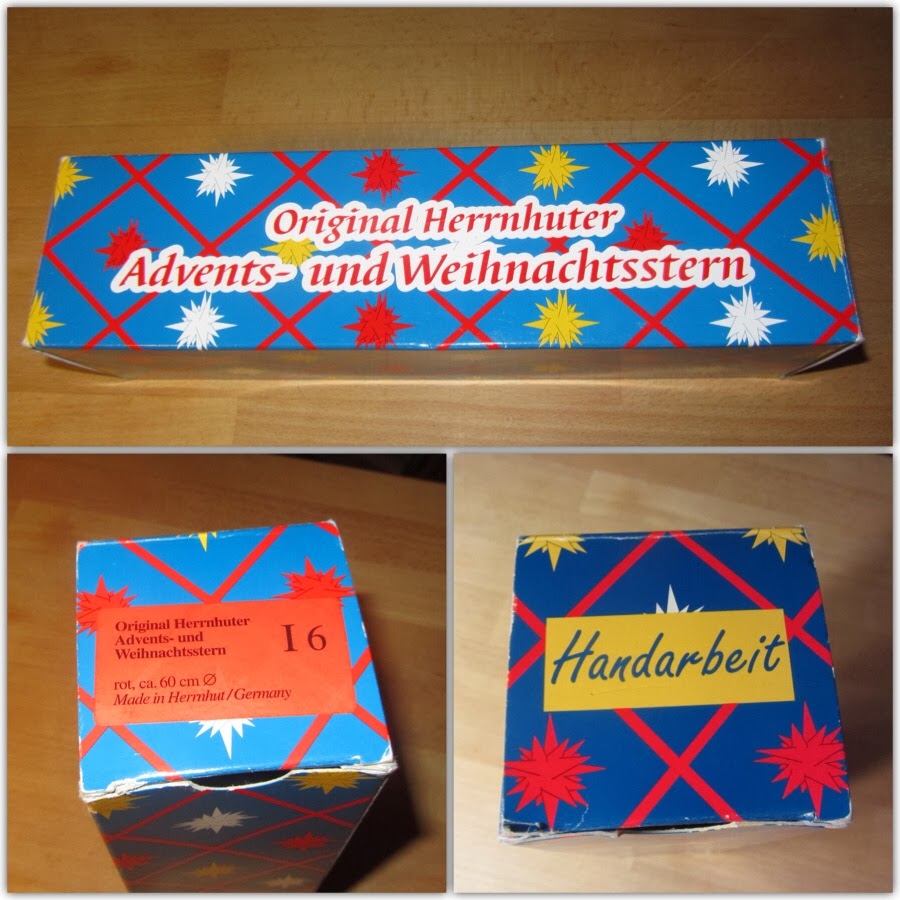 Original Herrnhuter
Advents- und Weihnachtsstern
Original Herrnhuter
Advents- und
Weihnachtsstern
I 6
rot, ca. 60 cm Ø
Made in Herrnhut / Germany
Handarbeit